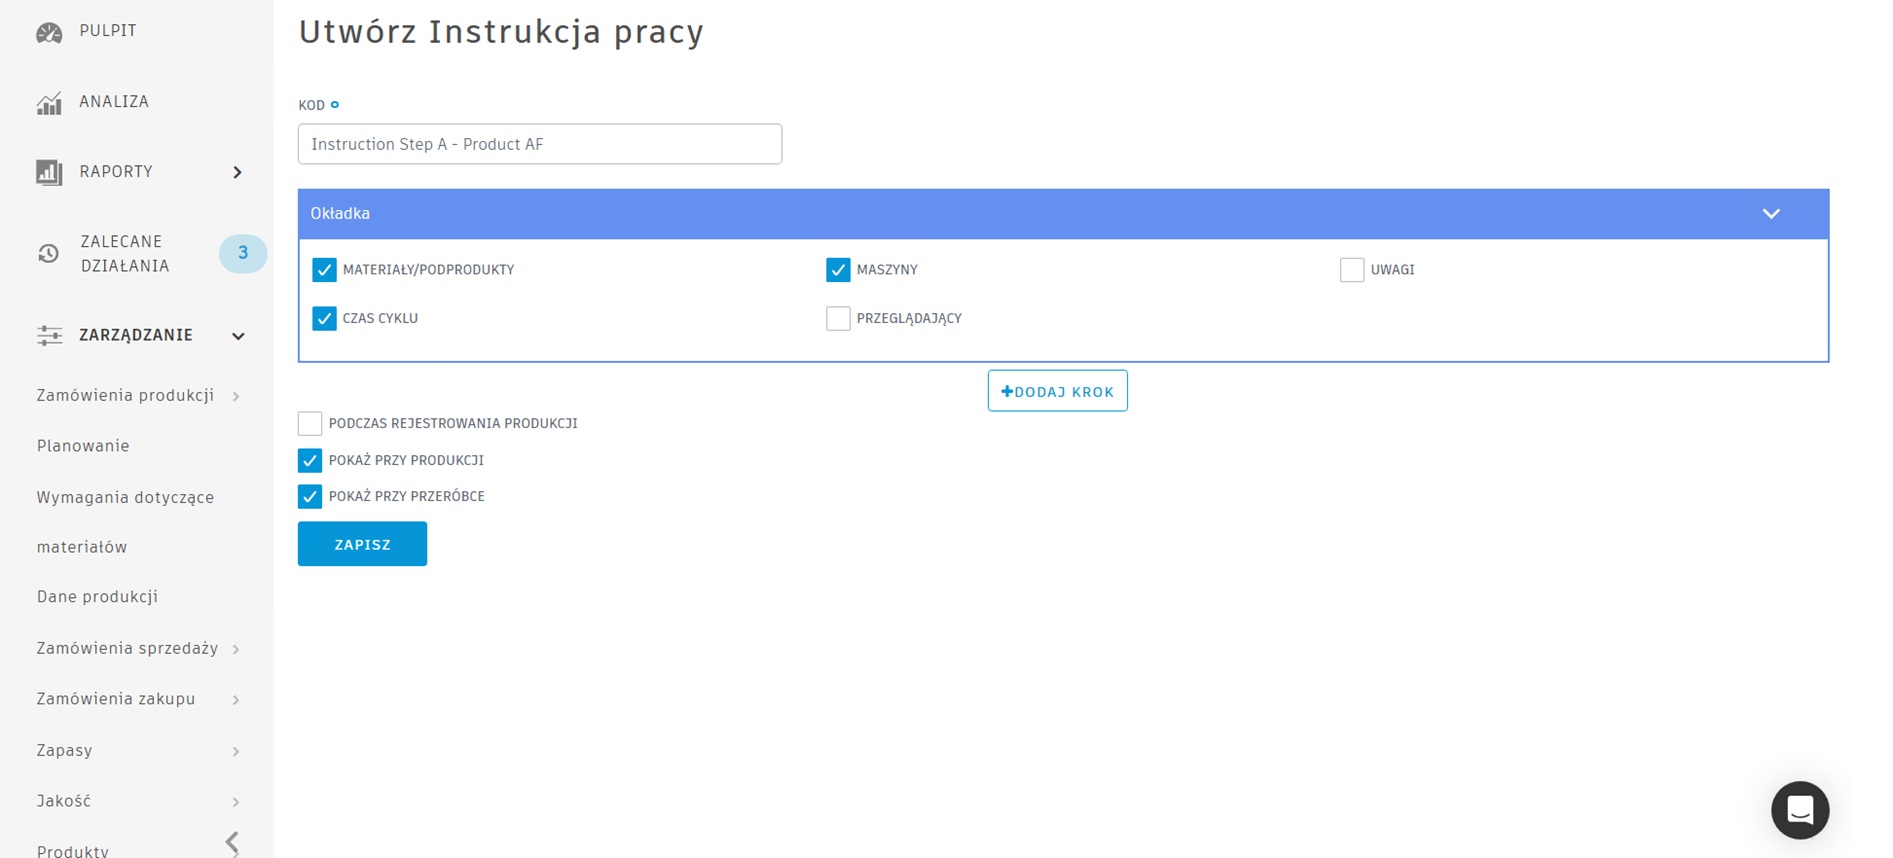 PULPIT
ANALIZA
RAPORTY
ZALECANE
DZIAŁANIA
3
ZARZĄDZANIE
Zamówienia produkcji
Planowanie
Wymagania dotyczące
materiałów
Dane produkcji
Zamówienia sprzedaży
Zamówienia zakupu
Zapasy
Jakość
Produkty
Utwórz Instrukcja pracy
KOD
Instruction Step A - Product AF
Okładka
MATERIAŁY/PODPRODUKTY
MASZYNY
UWAGI
CZAS CYKLU
PRZEGLĄDAJĄCY
+DODAJ KROK
PODCZAS REJESTROWANIA PRODUKCJI
POKAŻ PRZY PRODUKCJI
POKAŻ PRZY PRZERÓBCE
ZAPISZ